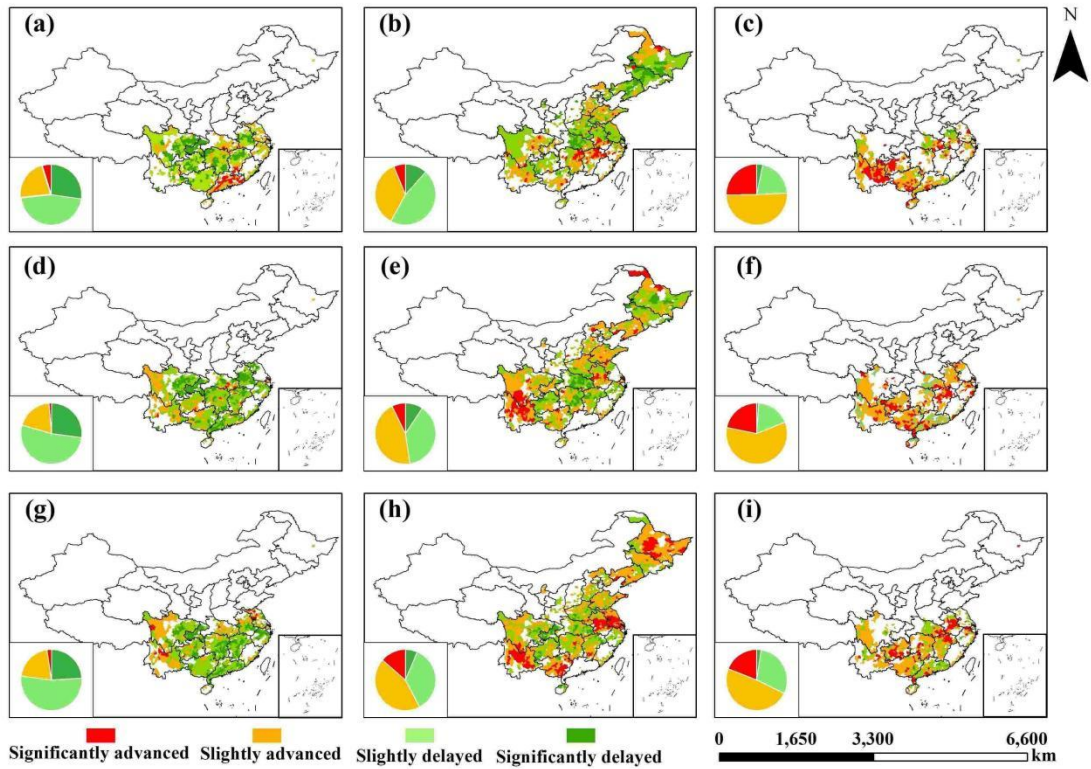 (a)
(b)
(c)
N
(d)
(e)
(f)
(g)
(h)
(i)
Significantly advanced
Slightly advanced
Slightly delayed
Significantly delayed
0 1,650 3,300 6,600
km